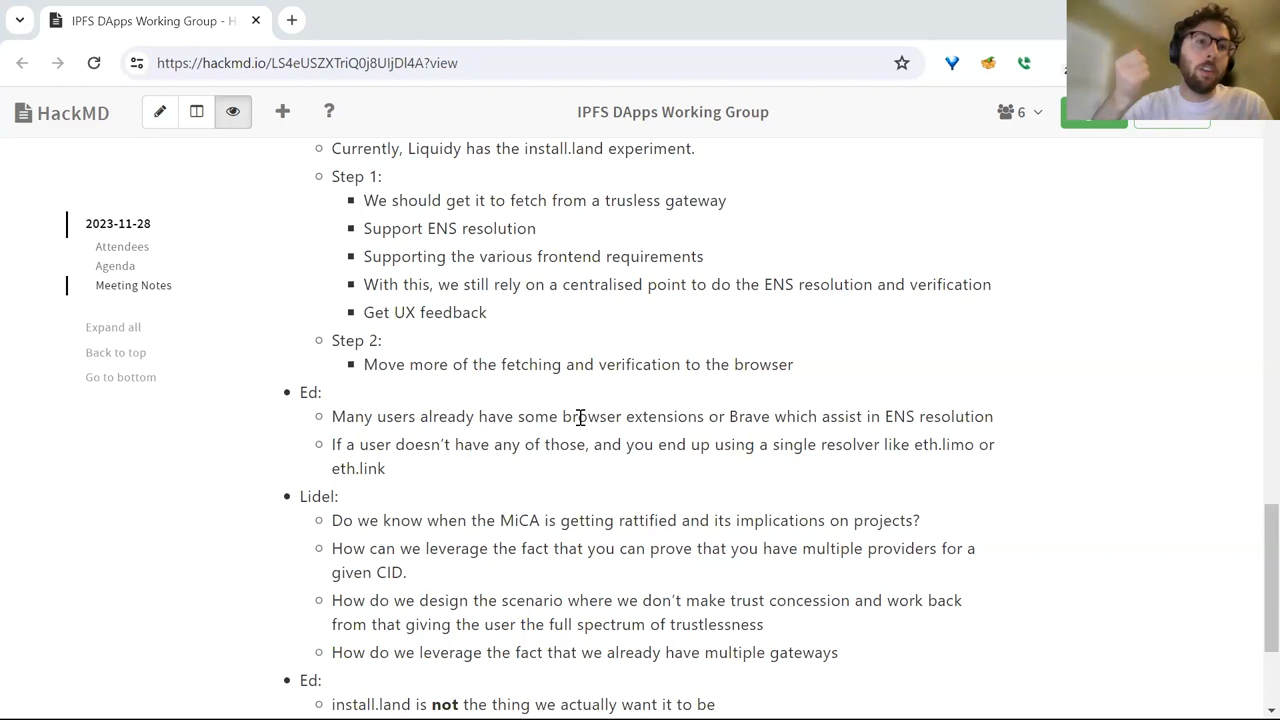 IPFS DApps Working Group - H
https://hackmd.io/LS4eUSZXTriQ0j8UIjDl4A?view
HackMD
IPFS DApps Working Group
6
2023-11-28
Attendees
Agenda
Meeting Notes
Expand all
Back to top
Go to bottom
Currently, Liquidy has the install.land experiment.
Step 1:
We should get it to fetch from a trusless gateway
Support ENS resolution
Supporting the various frontend requirements
With this, we still rely on a centralised point to do the ENS resolution and verification
Get UX feedback
Step 2:
Move more of the fetching and verification to the browser
Ed:
Many users already have some browser extensions or Brave which assist in ENS resolution
If a user doesn't have any of those, and you end up using a single resolver like eth.limo or
eth.link
Lidel:
Do we know when the MiCA is getting rattified and its implications on projects?
How can we leverage the fact that you can prove that you have multiple providers for a
given CID.
How do we design the scenario where we don't make trust concession and work back
from that giving the user the full spectrum of trustlessness
How do we leverage the fact that we already have multiple gateways
Ed:
install.land is not the thing we actually want it to be